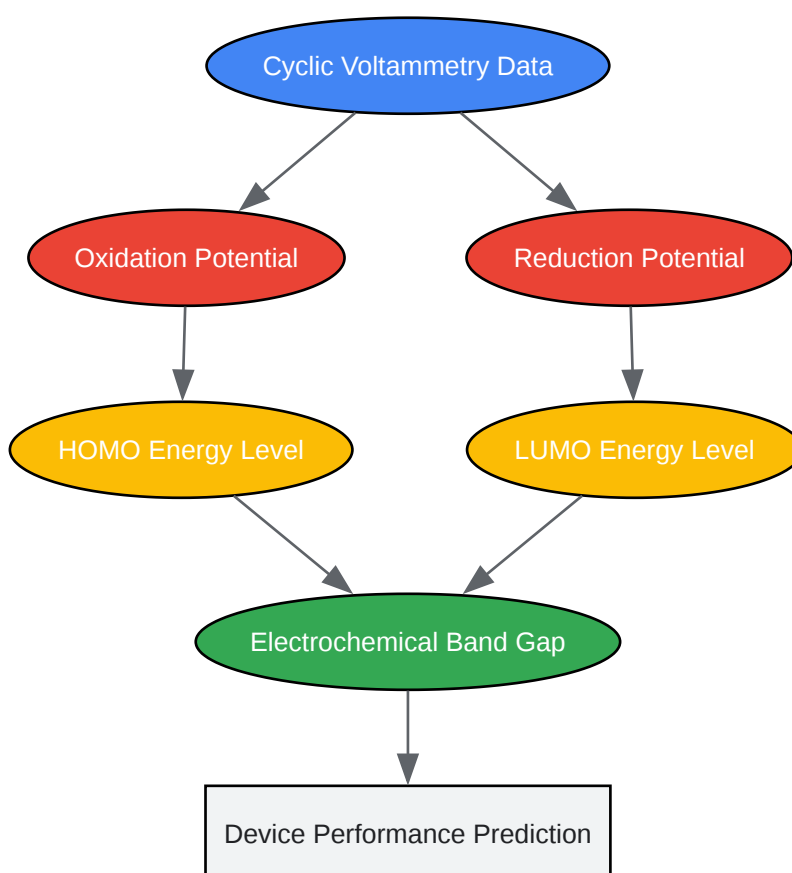 Cyclic Voltammetry Data
Oxidation Potential
Reduction Potential
HOMO Energy Level
LUMO Energy Level
Electrochemical Band Gap
Device Performance Prediction